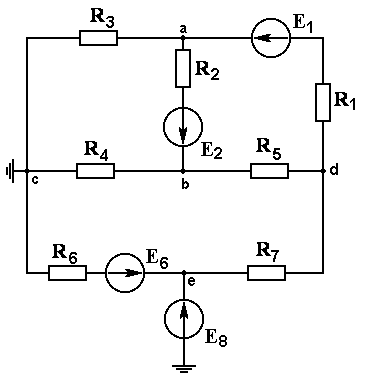 R3 a E1
R2 R1
E2
R4 R5
c b d
R6 E6 R7
e
E8